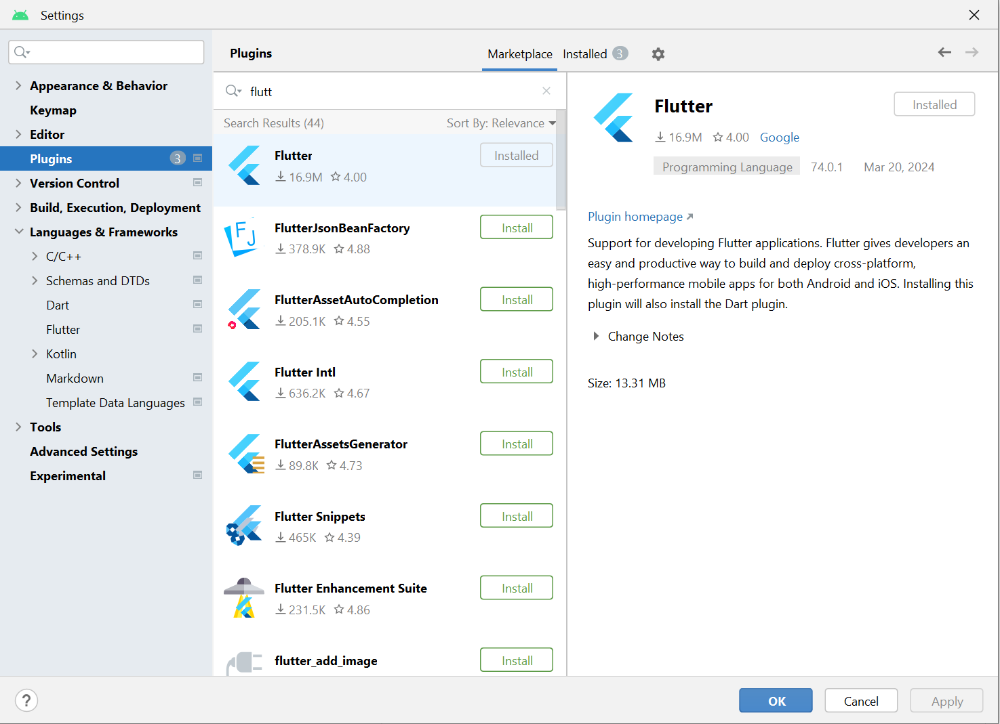 Settings
Plugins
Marketplace
Installed 3
Appearance & Behavior
Keymap
Editor
Plugins 3
Version Control
Build, Execution, Deployment
Languages & Frameworks
C/C++
Schemas and DTDs
Dart
Flutter
Kotlin
Markdown
Template Data Languages
Tools
Advanced Settings
Experimental
flutt
Search Results (44)
Sort By: Relevance
Flutter
Installed
16.9M 4.00
FJ
FlutterJsonBeanFactory
Install
378.9K 4.88
FlutterAssetAutoCompletion
Install
205.1K 4.55
Flutter Intl
Install
636.2K 4.67
FlutterAssetsGenerator
Install
89.8K 4.73
Flutter Snippets
Install
465K 4.39
Flutter Enhancement Suite
Install
231.5K 4.86
flutter_add_image
Install
Flutter
Installed
16.9M 4.00 Google
Programming Language 74.0.1 Mar 20, 2024
Plugin homepage
Support for developing Flutter applications. Flutter gives developers an
easy and productive way to build and deploy cross-platform,
high-performance mobile apps for both Android and iOS. Installing this
plugin will also install the Dart plugin.
Change Notes
Size: 13.31 MB
?
OK
Cancel
Apply